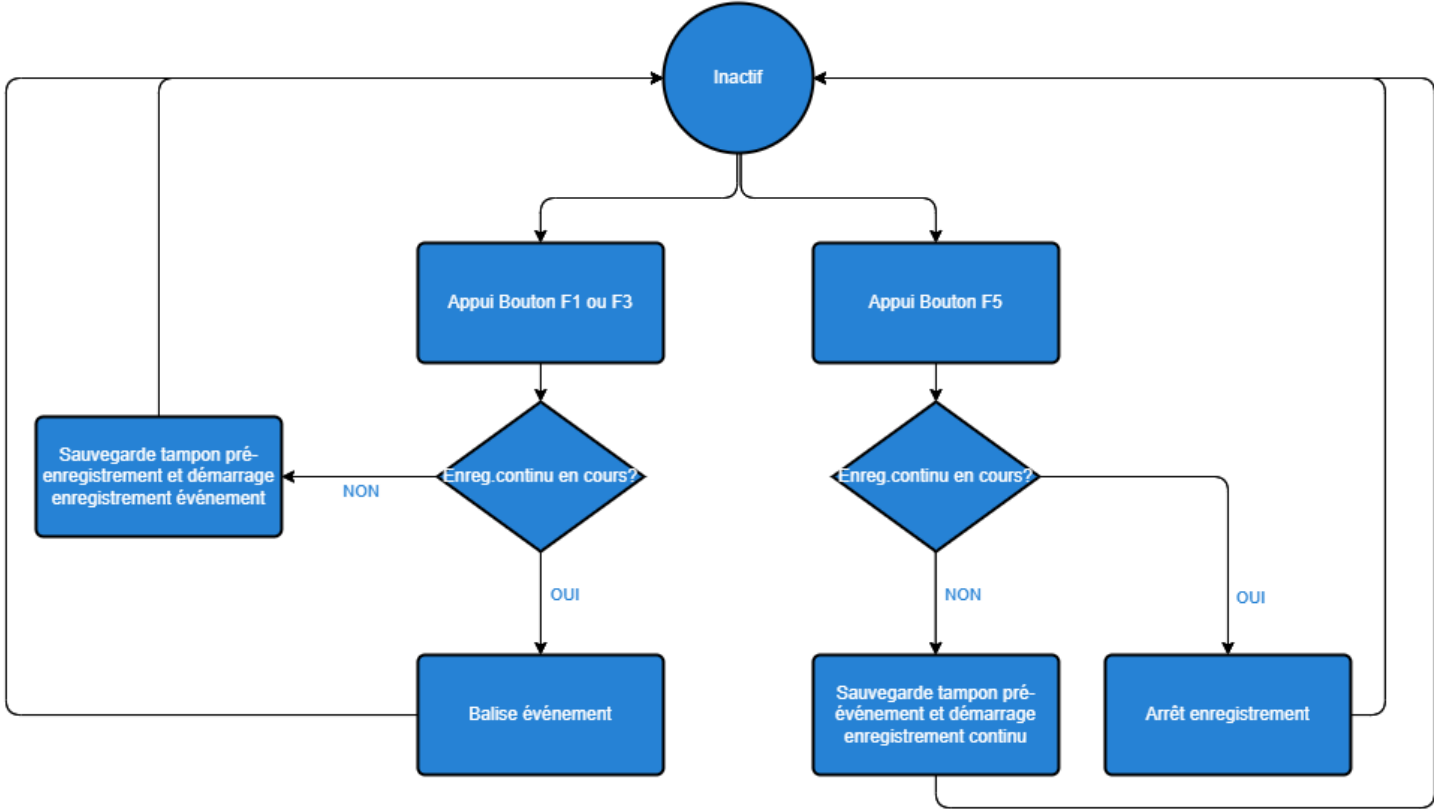 Inactif
Appui Bouton F1 ou F3
Appui Bouton F5
Sauvegarde tampon pré-
enregistrement et démarrage
enregistrement événement
NON
Enreg.continu en cours?
Enreg.continu en cours?
OUI
NON
OUI
Balise événement
Sauvegarde tampon pré-
événement et démarrage
enregistrement continu
Arrêt enregistrement